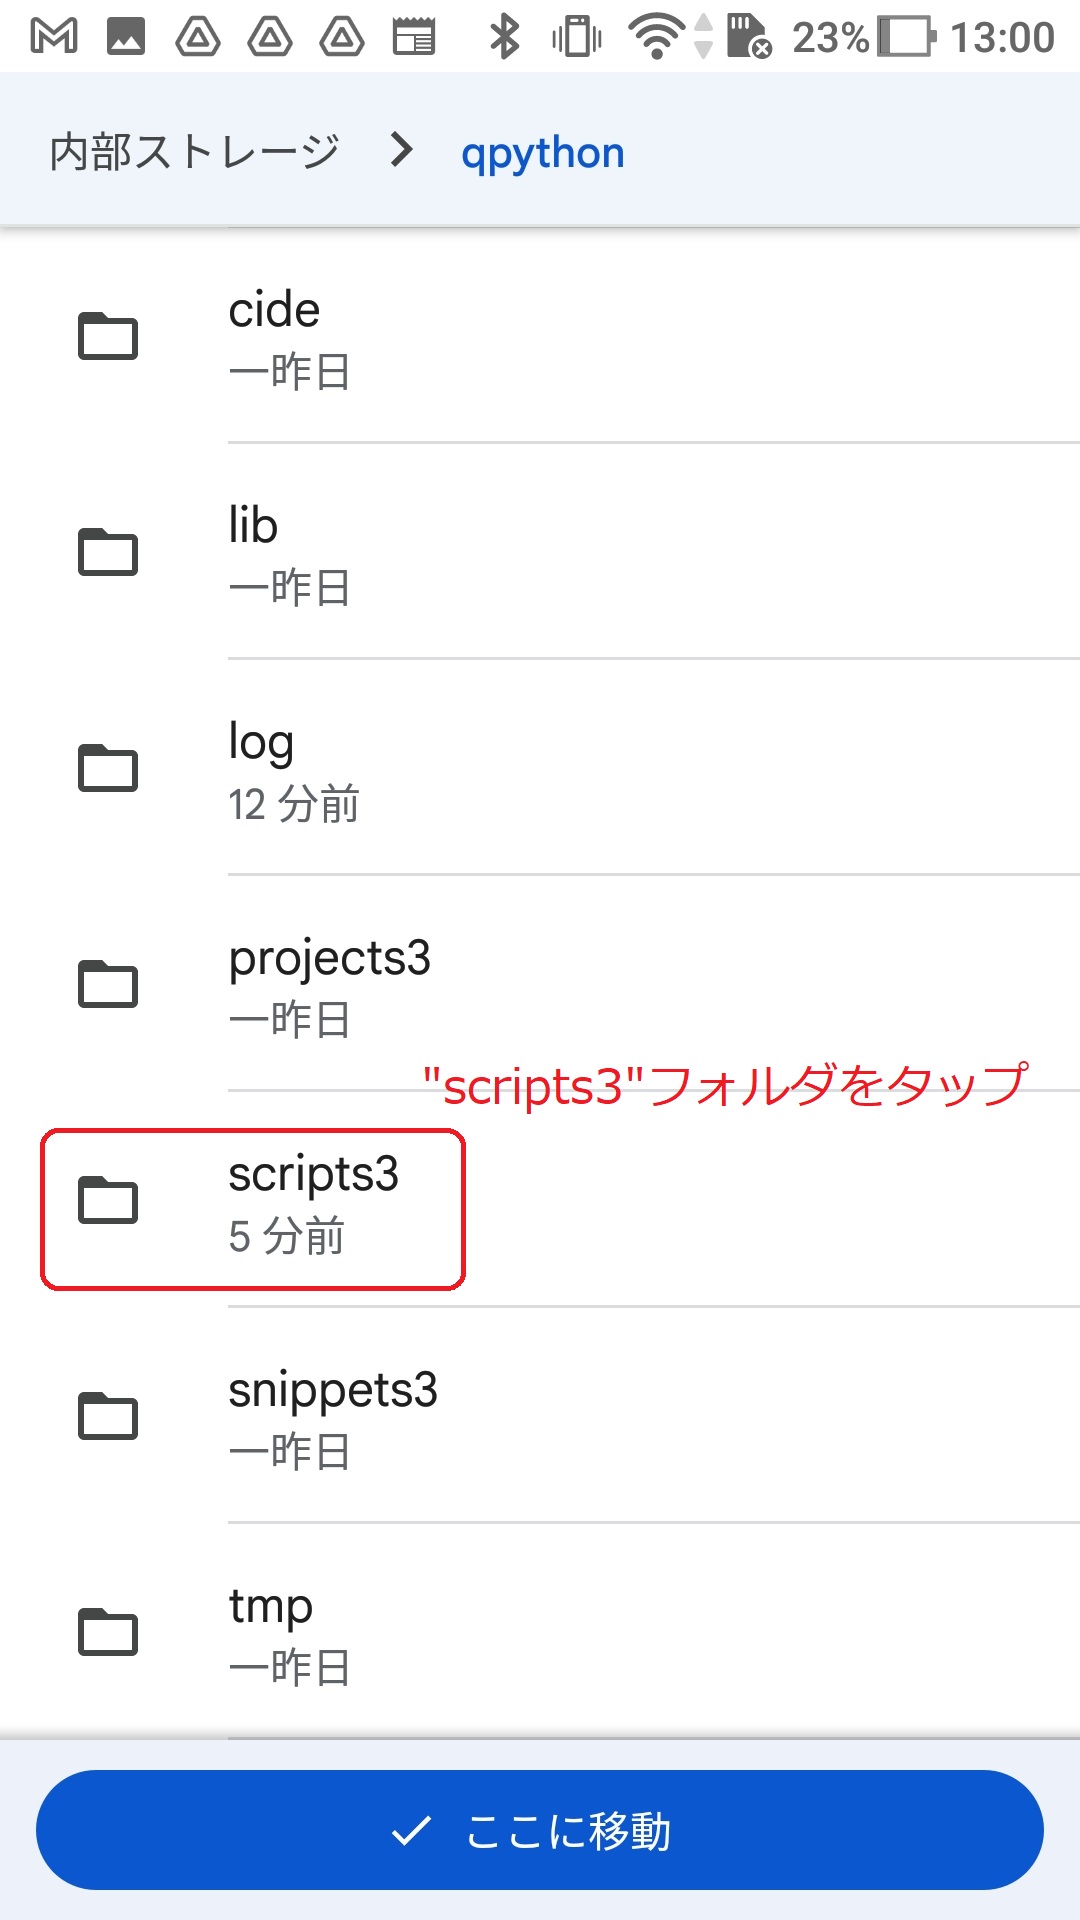 23% 13:00
内部ストレージ > qpython
cide
一昨日
lib
一昨日
log
12 分前
projects3
一昨日
"scripts3"フォルダをタップ
scripts3
5 分前
snippets3
一昨日
tmp
一昨日
ここに移動